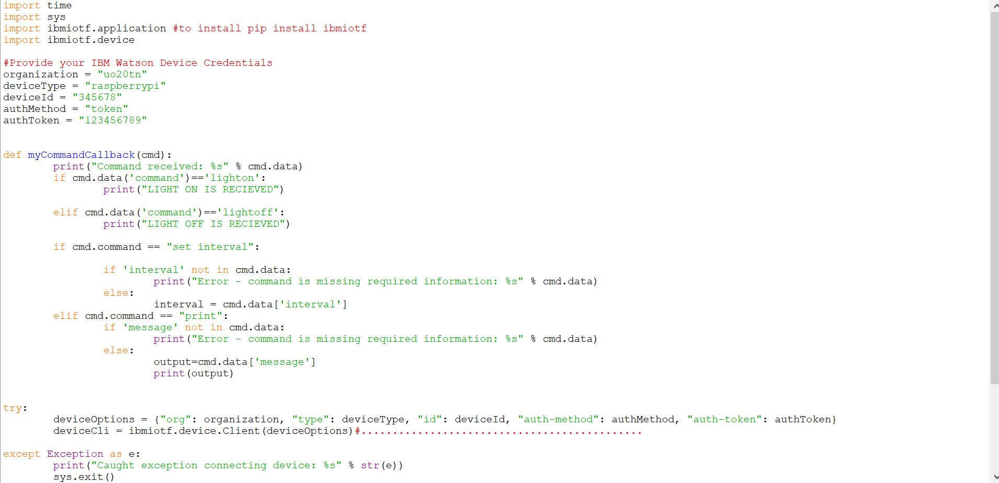 import time
import sys
import ibmiotf.application #to install pip install ibmiotf
import ibmiotf.device

#Provide your IBM Watson Device Credentials
organization = "uo20tn"
deviceType = "raspberrypi"
deviceId = "345678"
authMethod = "token"
authToken = "123456789"


def myCommandCallback(cmd):
        print("Command received: %s" % cmd.data)
        if cmd.data('command')=='lighton':
                print("LIGHT ON IS RECIEVED")

        elif cmd.data('command')=='lightoff':
                print("LIGHT OFF IS RECIEVED")

        if cmd.command == "set interval":

                if 'interval' not in cmd.data:
                        print("Error - command is missing required information: %s" % cmd.data)
                else:
                        interval = cmd.data['interval']
        elif cmd.command == "print":
                if 'message' not in cmd.data:
                        print("Error - command is missing required information: %s" % cmd.data)
                else:
                        output=cmd.data['message']
                        print(output)


try:
        deviceOptions = {"org": organization, "type": deviceType, "id": deviceId, "auth-method": authMethod, "auth-token": authToken}
        deviceCli = ibmiotf.device.Client(deviceOptions)#.............................................

except Exception as e:
        print("Caught exception connecting device: %s" % str(e))
        sys.exit()